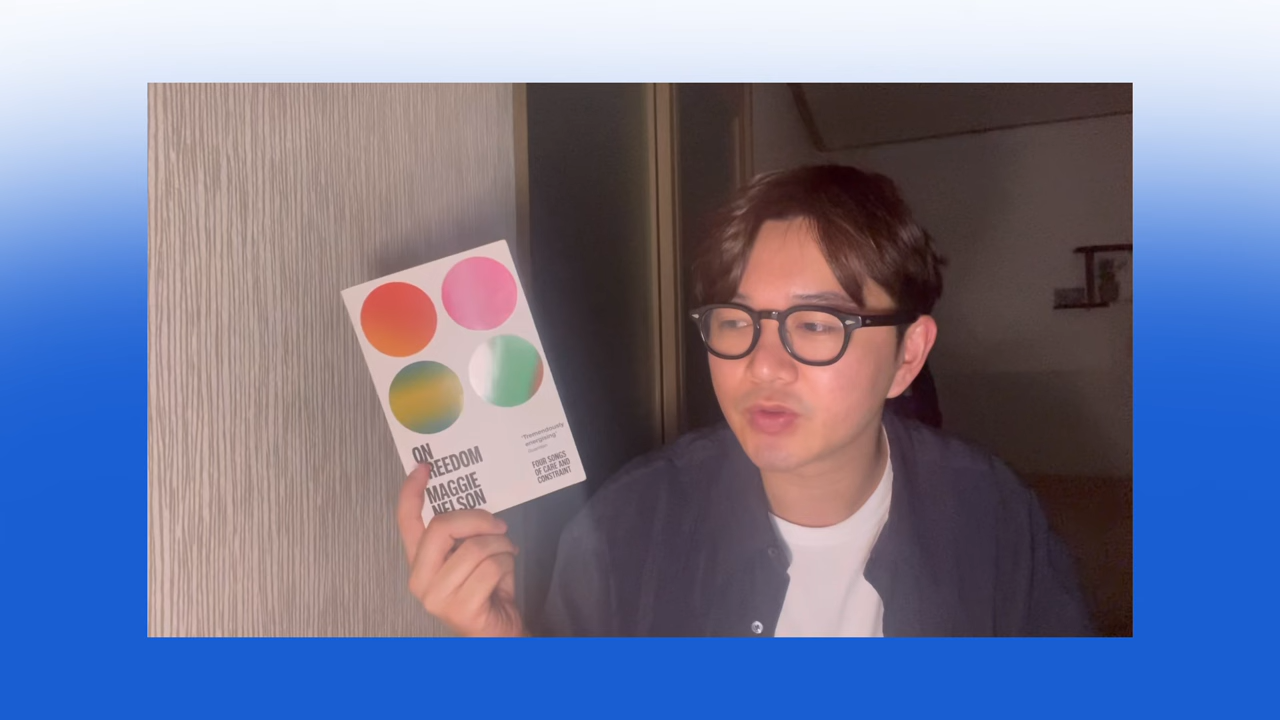 ON
REEDOM
MAGGIE
NELSON
'Tremendously
energising'
FOUR SONGS
OF CARE AND
CONSTRAINT